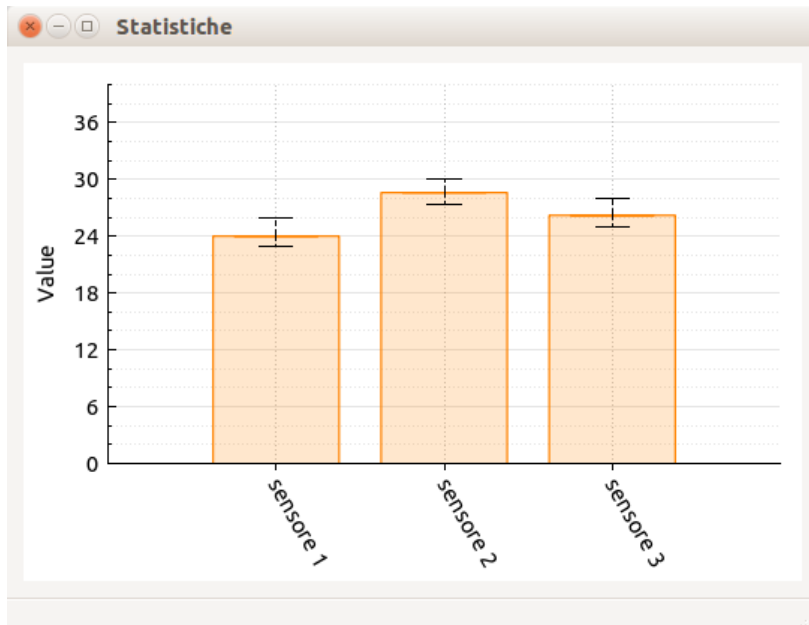 Statistiche
36
30
24
18
12
6
0
Value
sensore 1
sensore 2
sensore 3